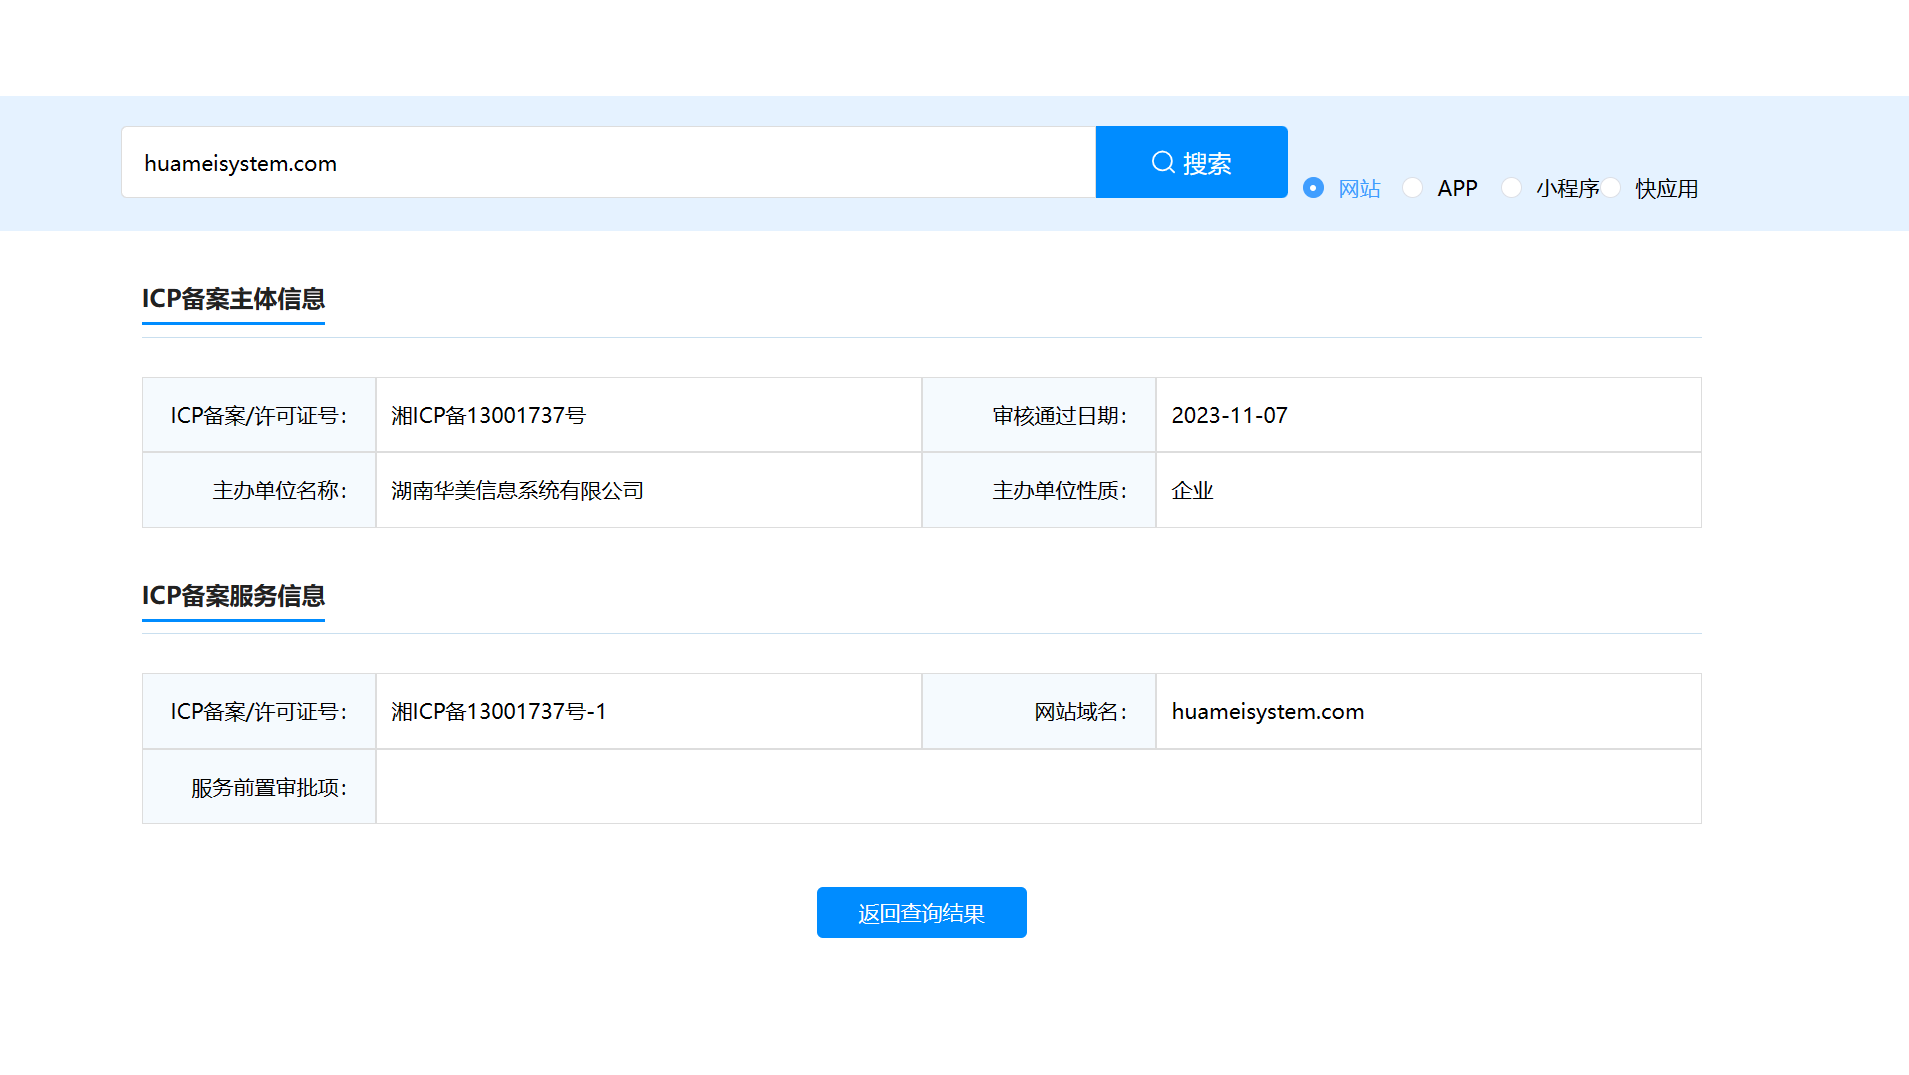 huameisystem.com
搜索
网站 APP 小程序 快应用
ICP备案主体信息
ICP备案/许可证号： 湘ICP备13001737号 审核通过日期： 2023-11-07
主办单位名称： 湖南华美信息系统有限公司 主办单位性质： 企业
ICP备案服务信息
ICP备案/许可证号： 湘ICP备13001737号-1 网站域名： huameisystem.com
服务前置审批项：
返回查询结果